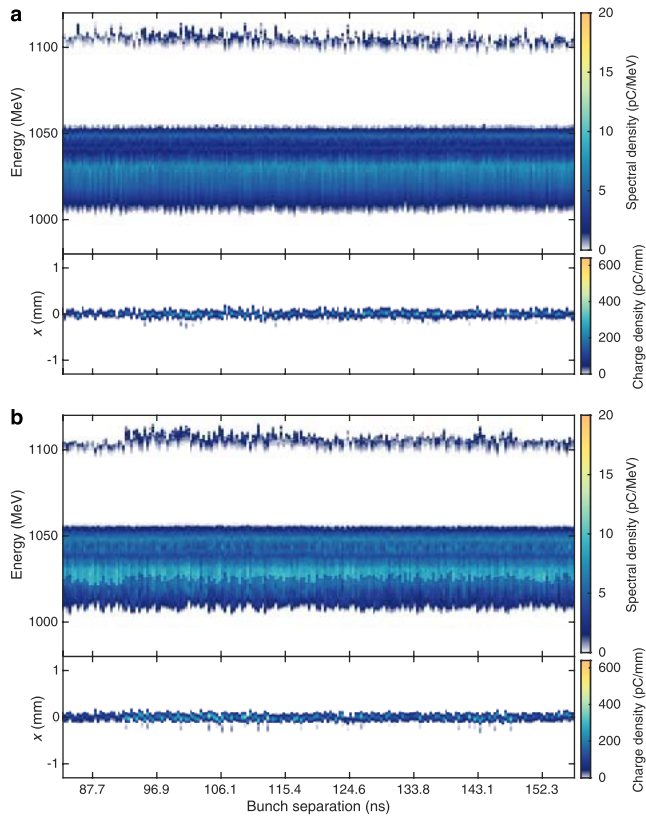 a
1100
1050
1000
Energy (MeV)
20
15
10
5
0
Spectral density (pC/MeV)
1
0
-1
x (mm)
600
400
200
0
Charge density (pC/mm)
b
1100
1050
1000
Energy (MeV)
20
15
10
5
0
Spectral density (pC/MeV)
1
0
-1
x (mm)
600
400
200
0
Charge density (pC/mm)
87.7 96.9 106.1 115.4 124.6 133.8 143.1 152.3
Bunch separation (ns)